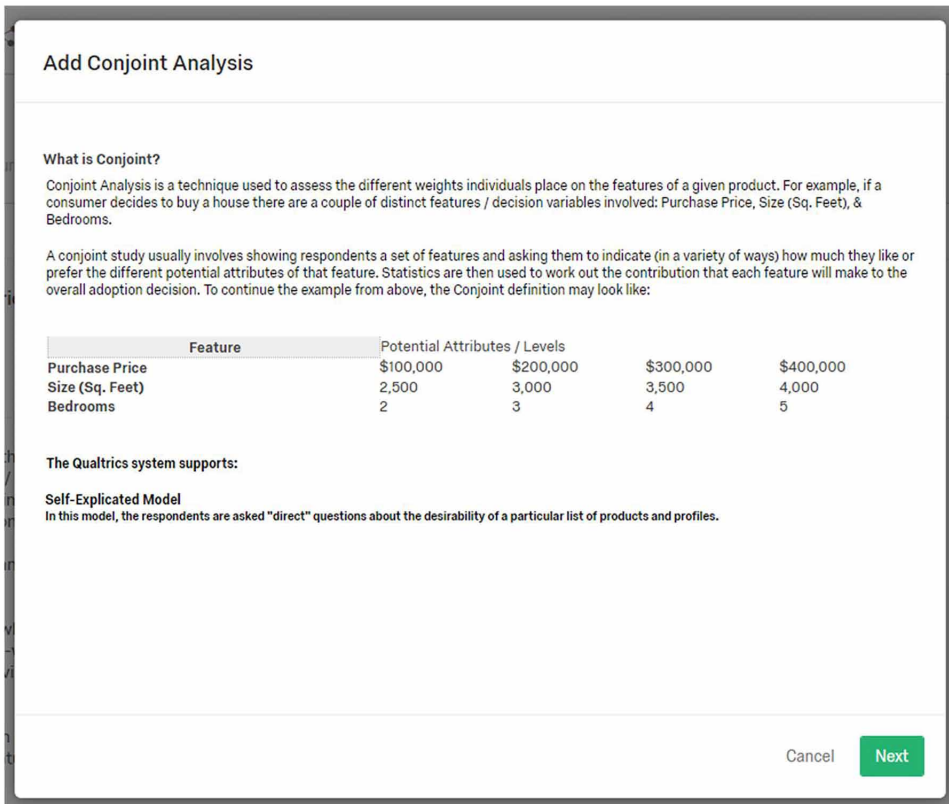 Add Conjoint Analysis
What is Conjoint?
Conjoint Analysis is a technique used to assess the different weights individuals place on the features of a given product. For example, if a
consumer decides to buy a house there are a couple of distinct features / decision variables involved: Purchase Price, Size (Sq. Feet), &
Bedrooms.
A conjoint study usually involves showing respondents a set of features and asking them to indicate (in a variety of ways) how much they like or
prefer the different potential attributes of that feature. Statistics are then used to work out the contribution that each feature will make to the
overall adoption decision. To continue the example from above, the Conjoint definition may look like:
Feature Potential Attributes / Levels
Purchase Price $100,000 $200,000 $300,000 $400,000
Size (Sq. Feet) 2,500 3,000 3,500 4,000
Bedrooms 2 3 4 5
The Qualtrics system supports:
Self-Explicated Model
In this model, the respondents are asked "direct" questions about the desirability of a particular list of products and profiles.
Cancel Next